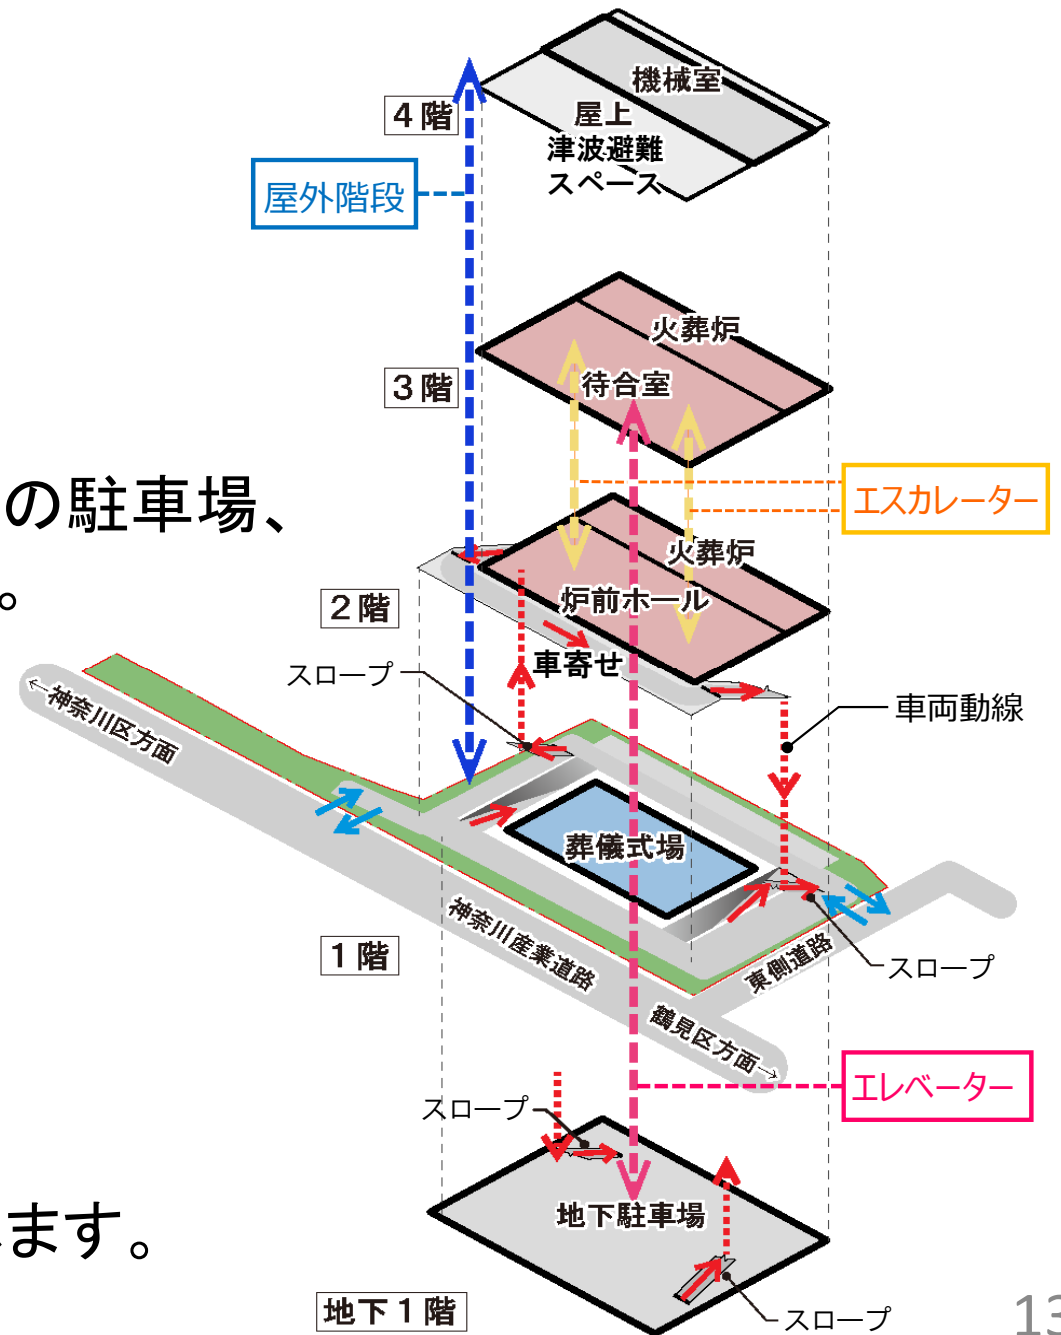 機械室
4階
屋上
津波避難
スペース
屋外階段
火葬炉
3階
待合室
の駐車場、
エスカレーター
火葬炉
。
2階
炉前ホール
スロープ
車寄せ
車両動線
←神奈川区方面
葬儀式場
神奈川産業道路
1階
東側道路
スロープ
鶴見区方面→
エレベーター
スロープ
地下駐車場
ます。
地下1階
スロープ
13